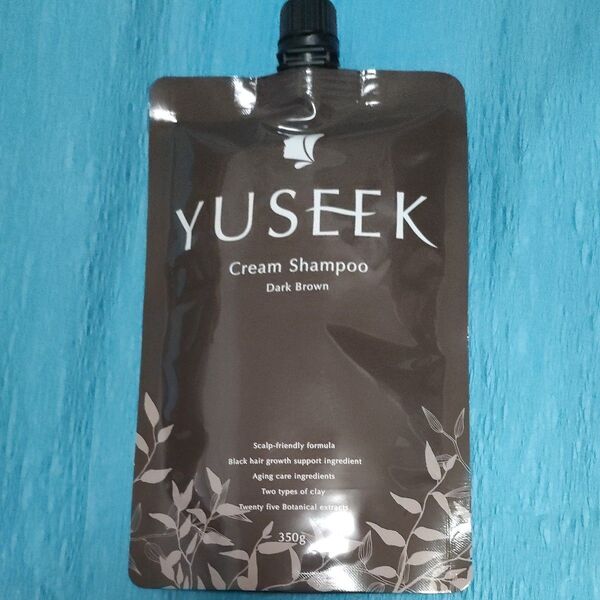 YUSEEK
Cream Shampoo
Dark Brown
Scalp-friendly formula
Black hair growth support ingredient
Aging care ingredients
Two types of clay
Twenty five Botanical extracts
350g